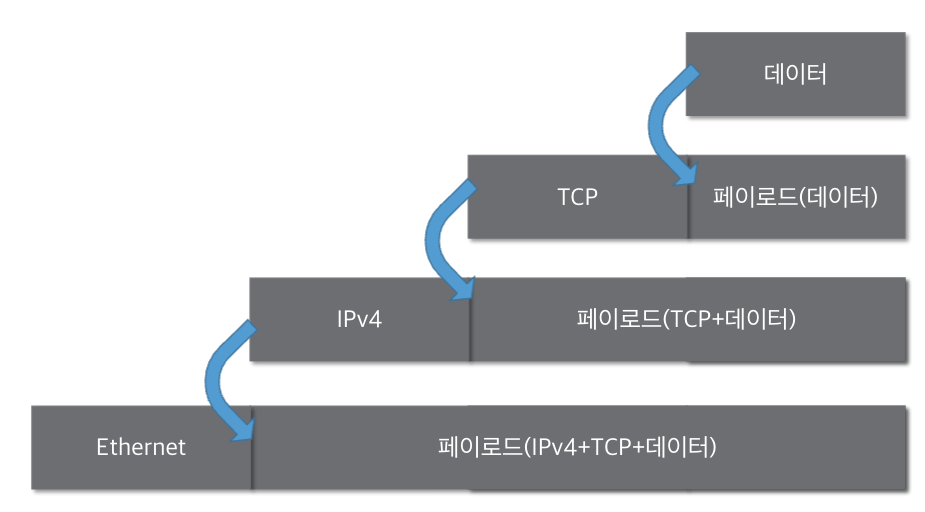 데이터
TCP
페이로드(데이터)
IPv4
페이로드(TCP+데이터)
Ethernet
페이로드(IPv4+TCP+데이터)